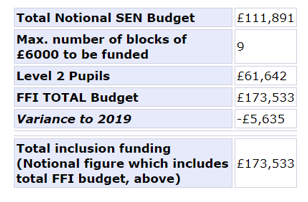 Total Notional SEN Budget £111,891
Max. number of blocks of
£6000 to be funded 9
Level 2 Pupils £61,642
FFI TOTAL Budget £173,533
Variance to 2019 -£5,635
Total inclusion funding
(Notional figure which includes £173,533
total FFI budget, above)